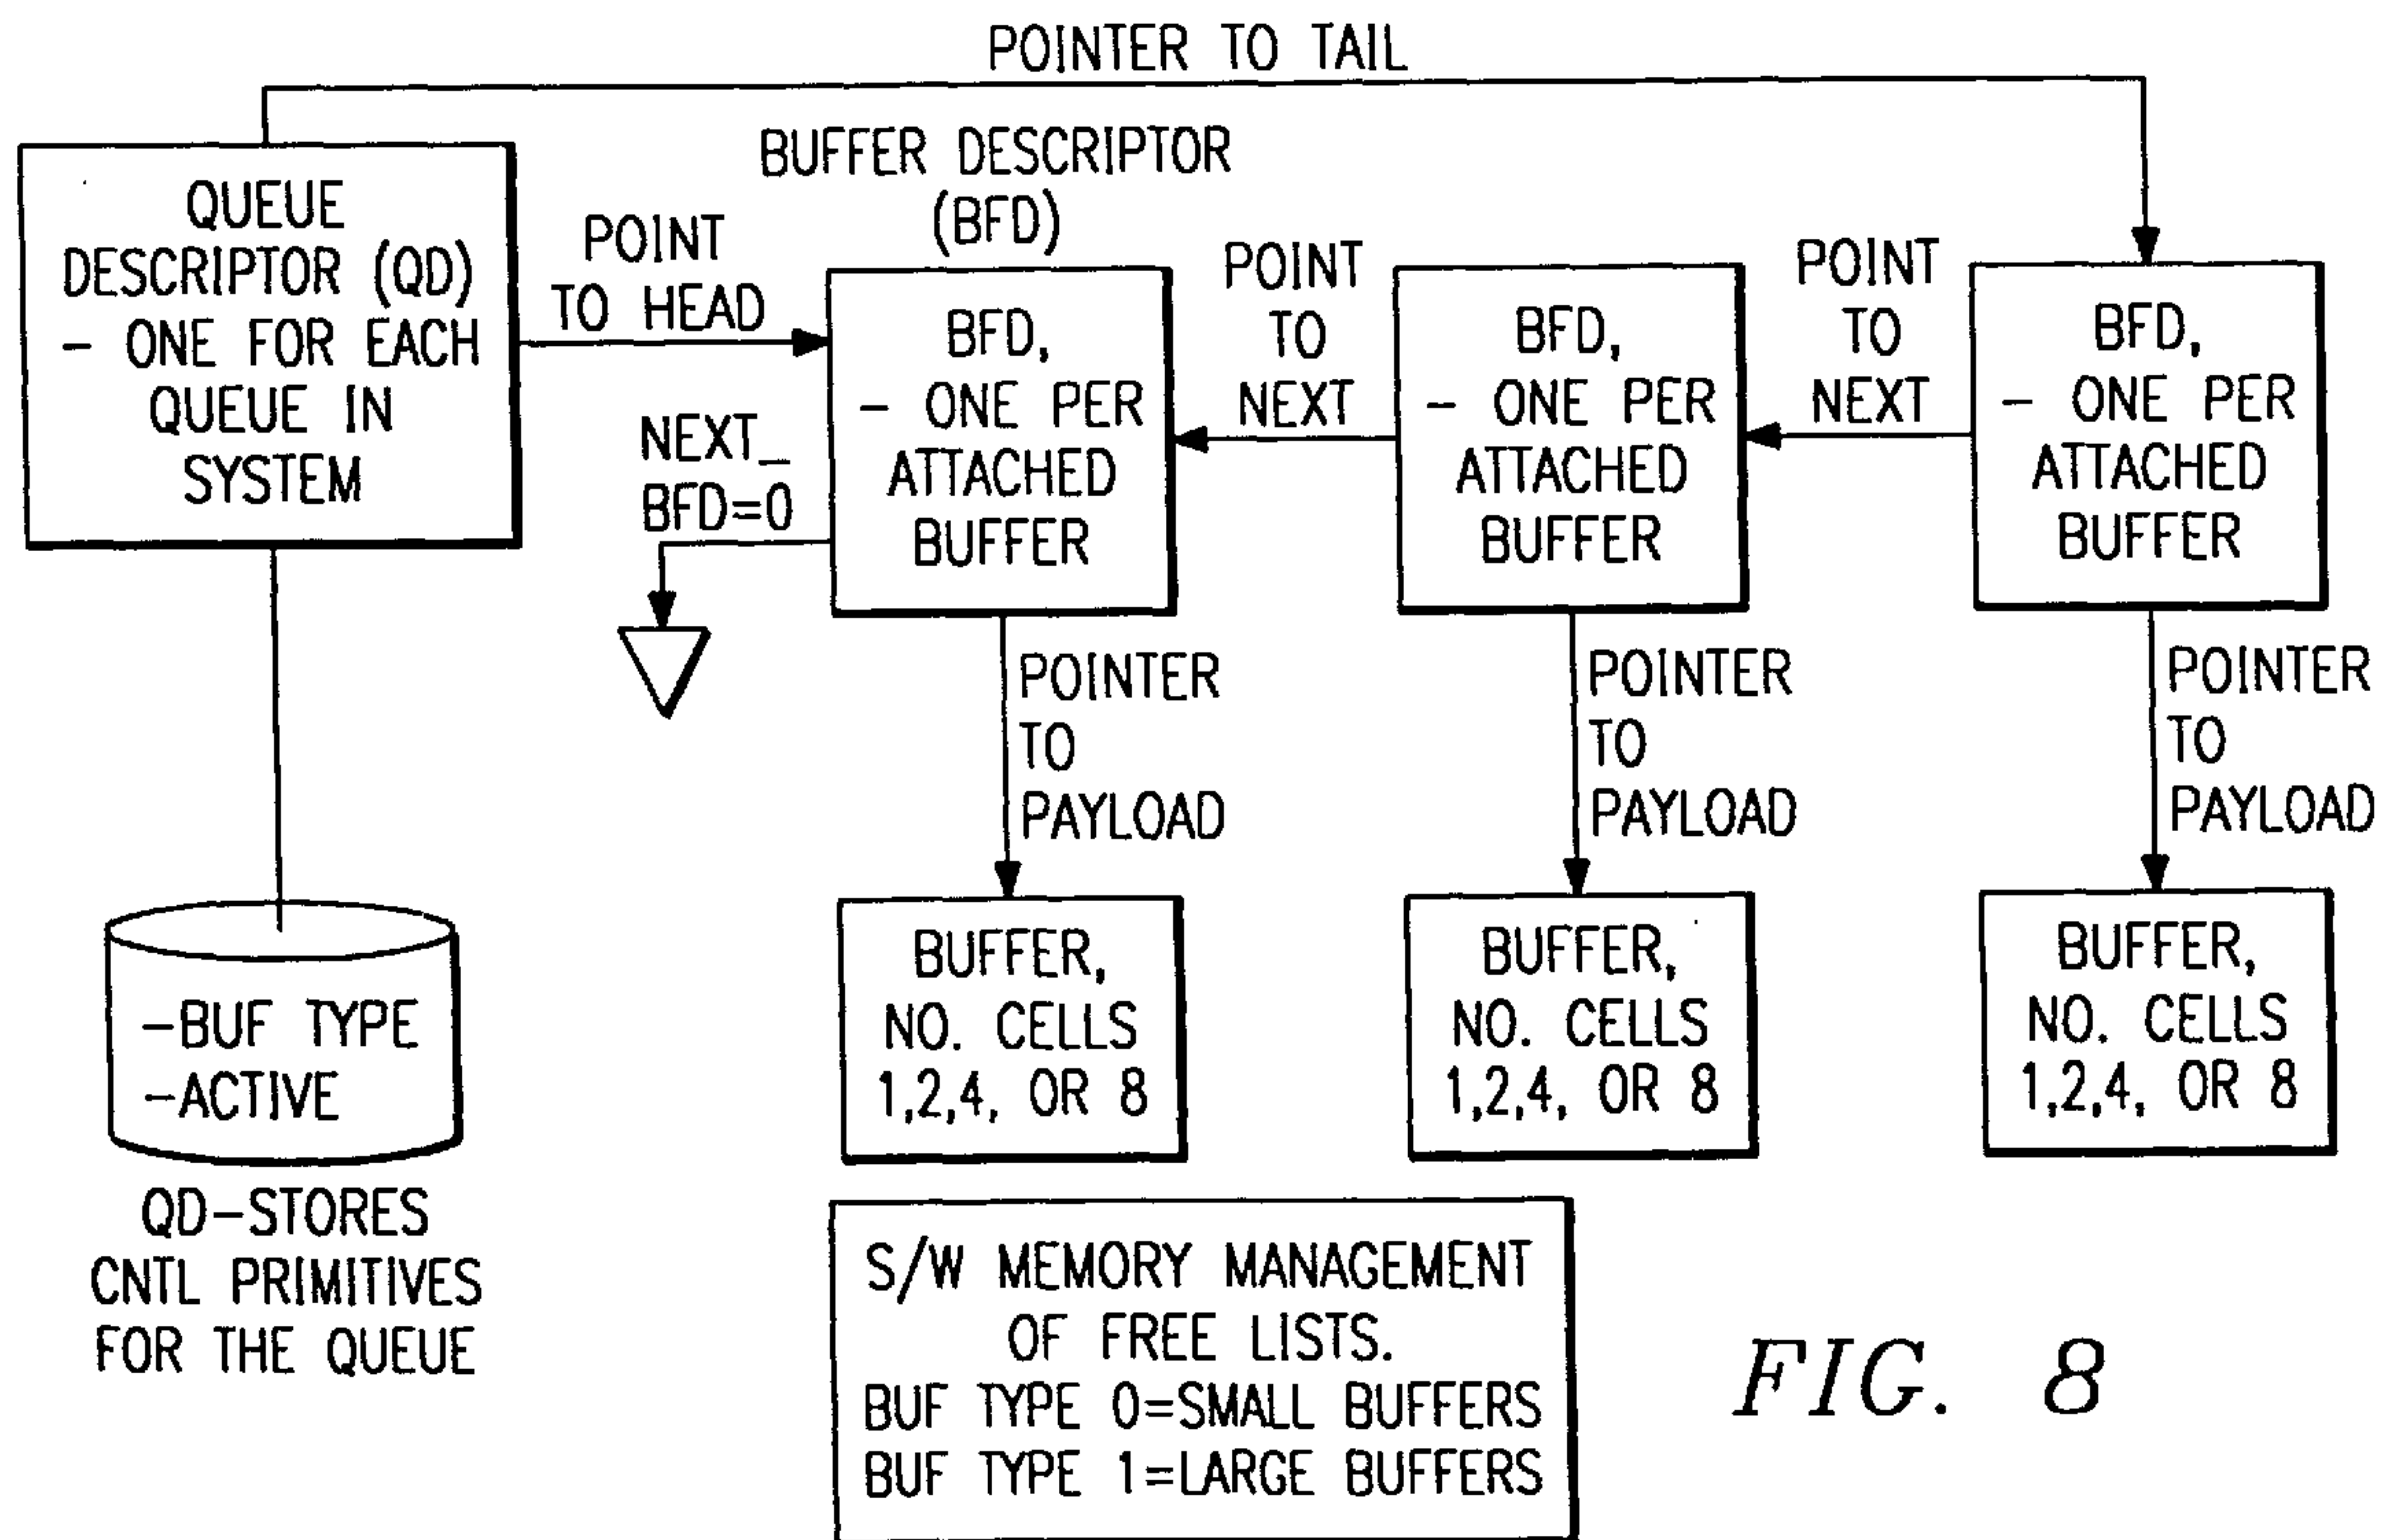 POINTER TO TAIL
QUEUE
DESCRIPTOR (QD)
- ONE FOR EACH
QUEUE IN
SYSTEM
POINT
TO HEAD
BUFFER DESCRIPTOR
(BFD)
NEXT_
BFD=0
BFD,
- ONE PER
ATTACHED
BUFFER
POINT
TO
NEXT
BFD,
- ONE PER
ATTACHED
BUFFER
POINT
TO
NEXT
BFD,
- ONE PER
ATTACHED
BUFFER
POINTER
TO
PAYLOAD
POINTER
TO
PAYLOAD
POINTER
TO
PAYLOAD
-BUF TYPE
-ACTIVE
QD-STORES
CNTL PRIMITIVES
FOR THE QUEUE
BUFFER,
NO. CELLS
1,2,4, OR 8
BUFFER,
NO. CELLS
1,2,4, OR 8
BUFFER,
NO. CELLS
1,2,4, OR 8
S/W MEMORY MANAGEMENT
OF FREE LISTS.
BUF TYPE 0=SMALL BUFFERS
BUF TYPE 1=LARGE BUFFERS
FIG. 8